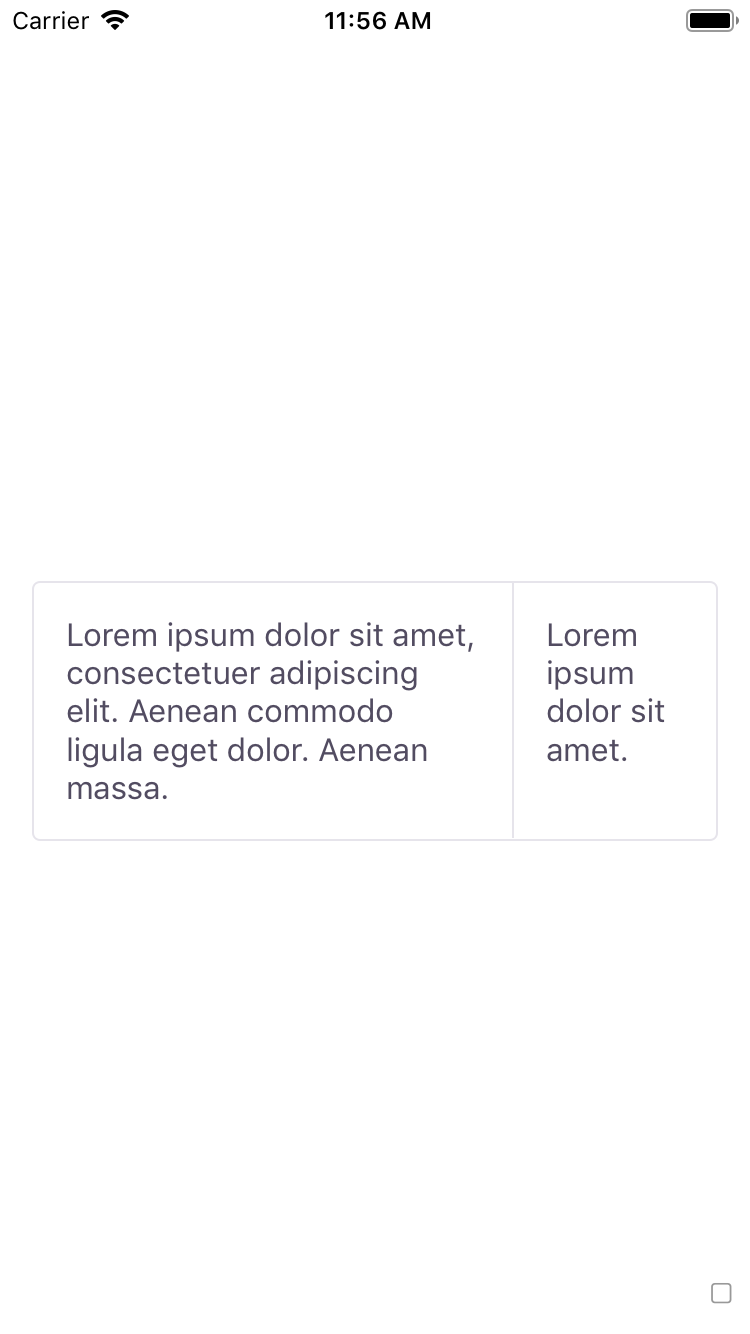 Carrier 11:56 AM
Lorem ipsum dolor sit amet,
consectetuer adipiscing
elit. Aenean commodo
ligula eget dolor. Aenean
massa.
Lorem
ipsum
dolor sit
amet.